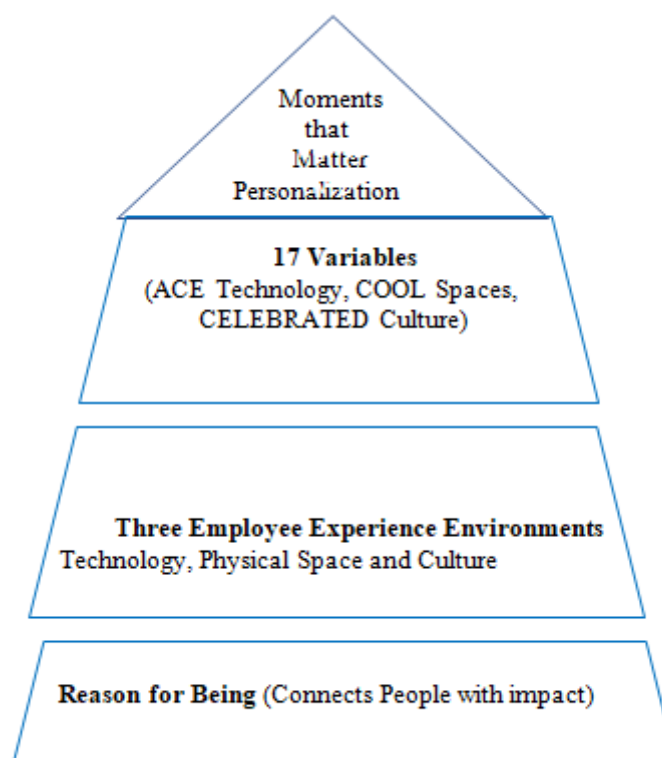 Moments
that
Matter
Personalization
17 Variables
(ACE Technology, COOL Spaces,
CELEBRATED Culture)
Three Employee Experience Environments
Technology, Physical Space and Culture
Reason for Being (Connects People with impact)